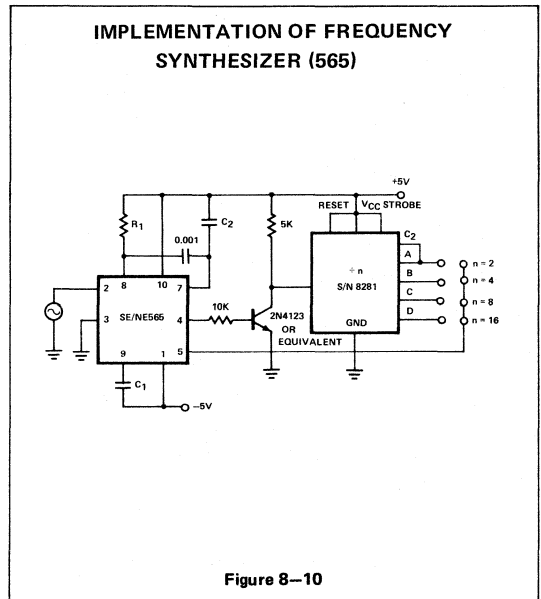 IMPLEMENTATION OF FREQUENCY
SYNTHESIZER (565)
+5V
RESET
VCC STROBE
R1
C2
5K
0.001
C2
A
n = 2
8
10
7
÷ n
B
n = 4
2
S/N 8281
10K
C
n = 8
SE/NE565
4
2N4123
3
OR
D
n = 16
EQUIVALENT
GND
5
9
1
C1
−5V
Figure 8—10